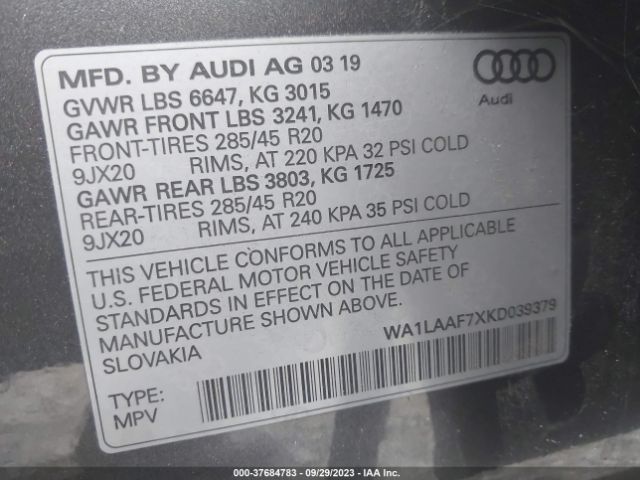 MFD. BY AUDI AG 03 19
GVWR LBS 6647, KG 3015
GAWR FRONT LBS 3241, KG 1470
FRONT-TIRES 285/45 R20
9JX20 RIMS, AT 220 KPA 32 PSI COLD
GAWR REAR LBS 3803, KG 1725
REAR-TIRES 285/45 R20
9JX20 RIMS, AT 240 KPA 35 PSI COLD
Audi
THIS VEHICLE CONFORMS TO ALL APPLICABLE
U.S. FEDERAL MOTOR VEHICLE SAFETY
STANDARDS IN EFFECT ON THE DATE OF
MANUFACTURE SHOWN ABOVE.
SLOVAKIA
WA1LAAF7XKD039379
TYPE:
MPV
000-37684783 - 09/29/2023 - IAA Inc.